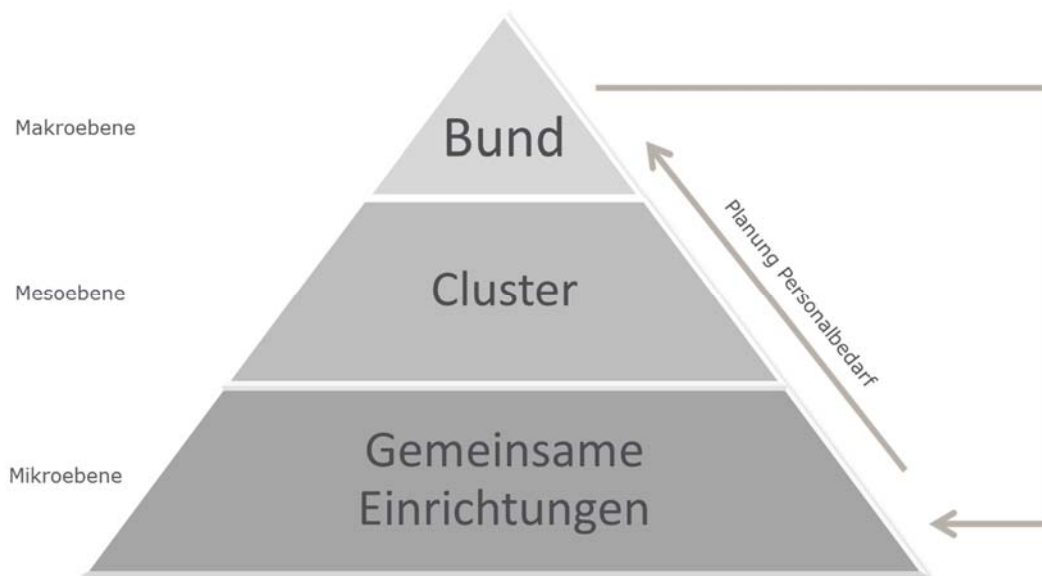 Makroebene
Bund
Planung Personalbedarf
Mesoebene
Cluster
Mikroebene
Gemeinsame
Einrichtungen